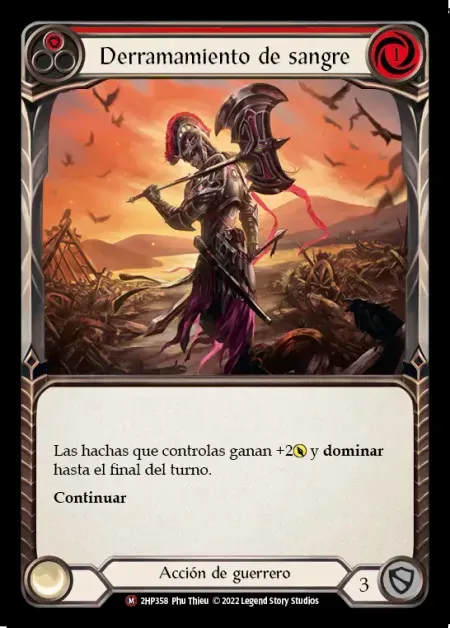 Derramamiento de sangre
1
Las hachas que controlas ganan +2 y dominar
hasta el final del turno.
Continuar
Acción de guerrero
3
M 2HP358 Phu Thieu © 2022 Legend Story Studios